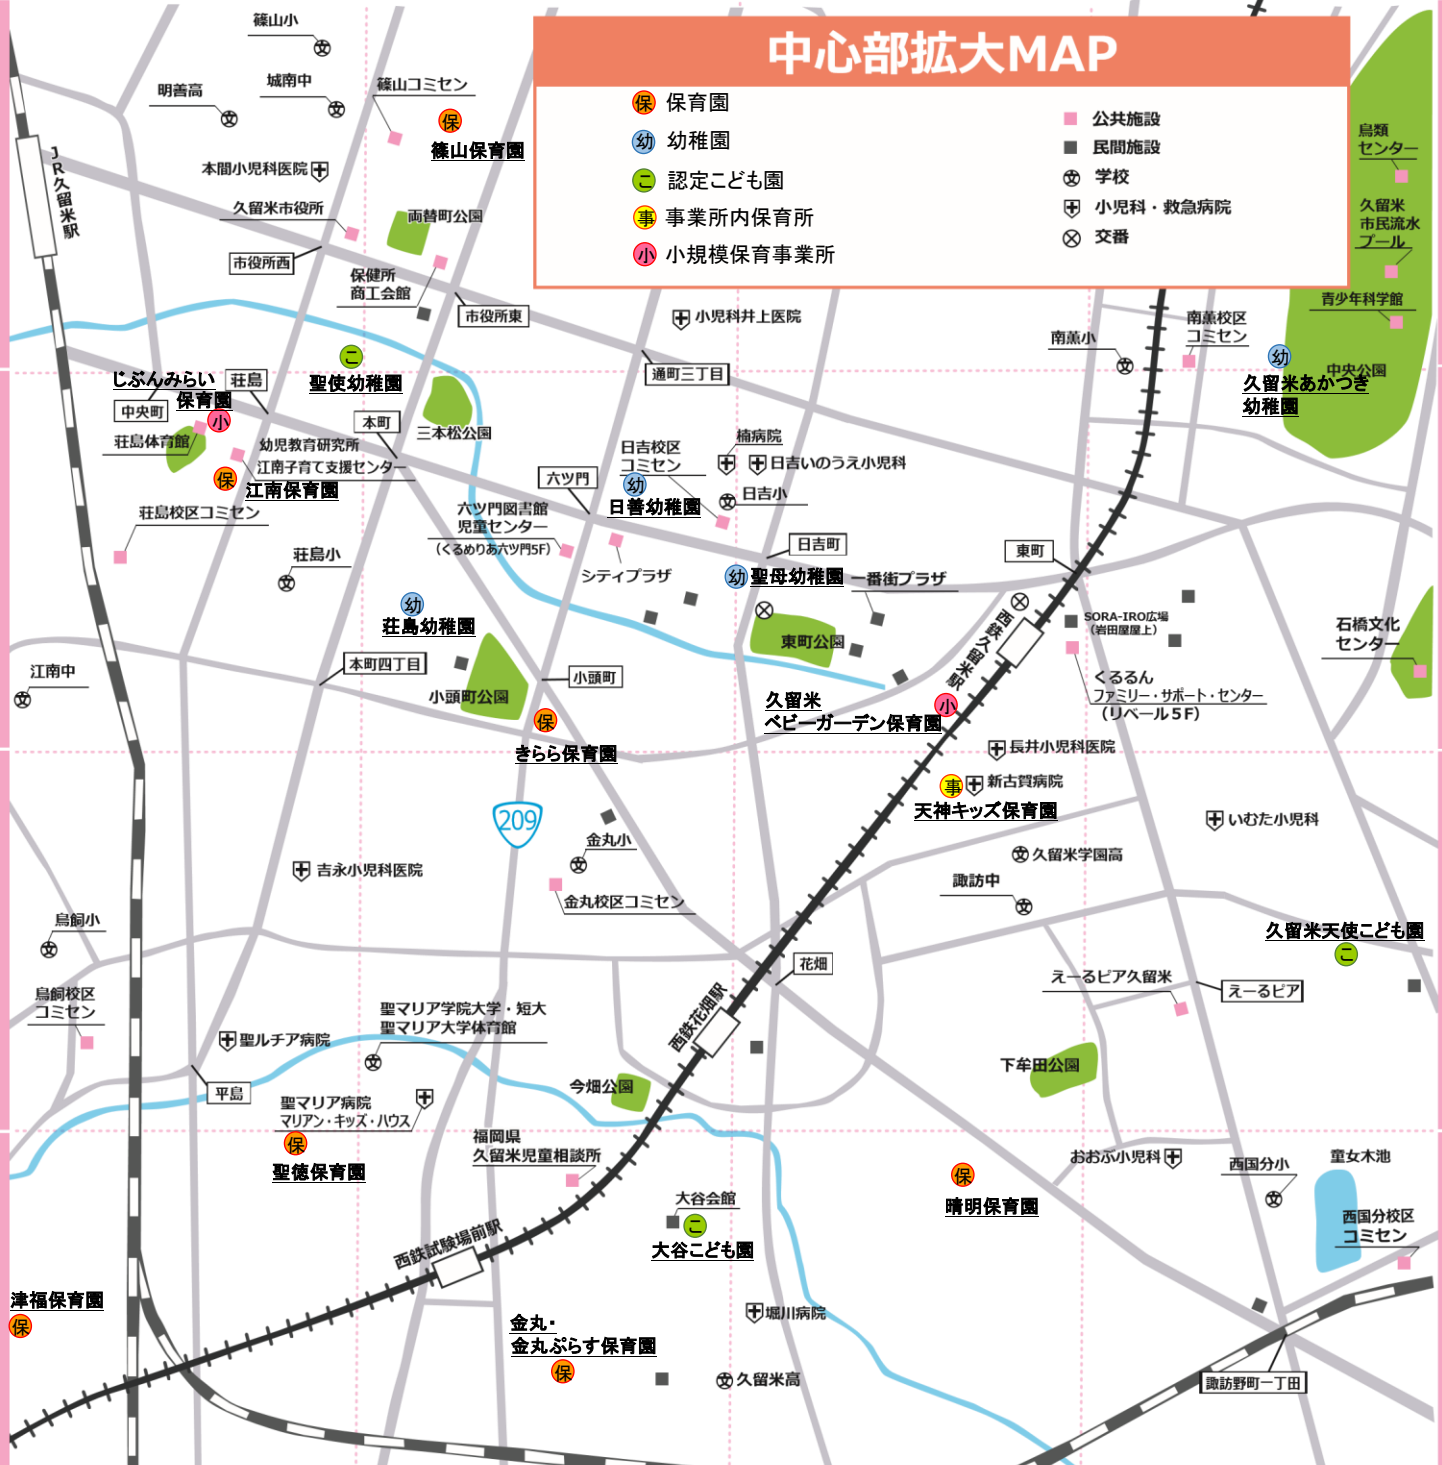 中心部拡大MAP
保 保育園
幼 幼稚園
こ 認定こども園
事 事業所内保育所
小 小規模保育事業所
公共施設
民間施設
文 学校
小児科・救急病院
交番
篠山小
文
城南中
文
明善高
文
篠山コミセン
保
篠山保育園
本間小児科医院
JR久留米駅
久留米市役所
両替町公園
市役所西
保健所
商工会館
市役所東
小児科井上医院
鳥類
センター
久留米
市民流水
プール
青少年科学館
中央公園
南薫小
文
南薫校区
コミセン
幼
久留米あかつき
幼稚園
通町三丁目
こ
聖使幼稚園
じぶんみらい
保育園
小
荘島
中央町
荘島体育館
本町
三本松公園
幼児教育研究所
江南子育て支援センター
保
江南保育園
荘島校区コミセン
荘島小
文
六ツ門
六ツ門図書館
児童センター
（くるめりあ六ツ門5F）
シティプラザ
日吉校区
コミセン
幼
日善幼稚園
楠病院
日吉いのうえ小児科
文
日吉小
日吉町
幼 聖母幼稚園
一番街プラザ
東町公園
東町
西鉄久留米駅
SORA-IRO広場
（岩田屋屋上）
くるるん
ファミリー・サポート・センター
（リベール５F）
石橋文化
センター
幼
荘島幼稚園
江南中
文
本町四丁目
小頭町公園
小頭町
保
きらら保育園
久留米
ベビーガーデン保育園
小
長井小児科医院
事
新古賀病院
天神キッズ保育園
いむた小児科
209
金丸小
文
金丸校区コミセン
吉永小児科医院
文 久留米学園高
諏訪中
文
鳥飼小
文
久留米天使こども園
こ
花畑
えーるピア久留米
えーるピア
鳥飼校区
コミセン
聖マリア学院大学・短大
聖マリア大学体育館
文
聖ルチア病院
西鉄花畑駅
下牟田公園
平島
今畑公園
聖マリア病院
マリアン・キッズ・ハウス
保
聖徳保育園
福岡県
久留米児童相談所
おおぶ小児科
西国分小
文
童女木池
西国分校区
コミセン
保
晴明保育園
大谷会館
こ
大谷こども園
西鉄試験場前駅
津福保育園
保
堀川病院
金丸・
金丸ぷらす保育園
保
文 久留米高
諏訪野町一丁田